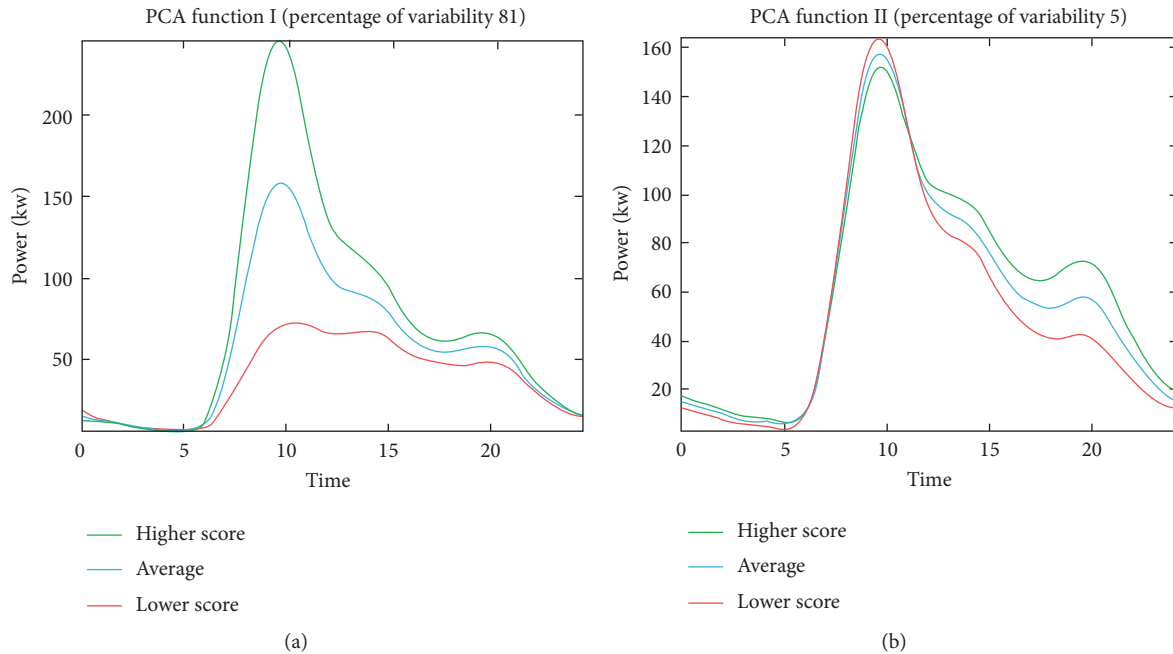 PCA function I (percentage of variability 81)
200
150
100
50
Power (kw)
0
5
10
15
20
Time
Higher score
Average
Lower score
(a)
PCA function II (percentage of variability 5)
160
140
120
100
80
60
40
20
Power (kw)
0
5
10
15
20
Time
Higher score
Average
Lower score
(b)